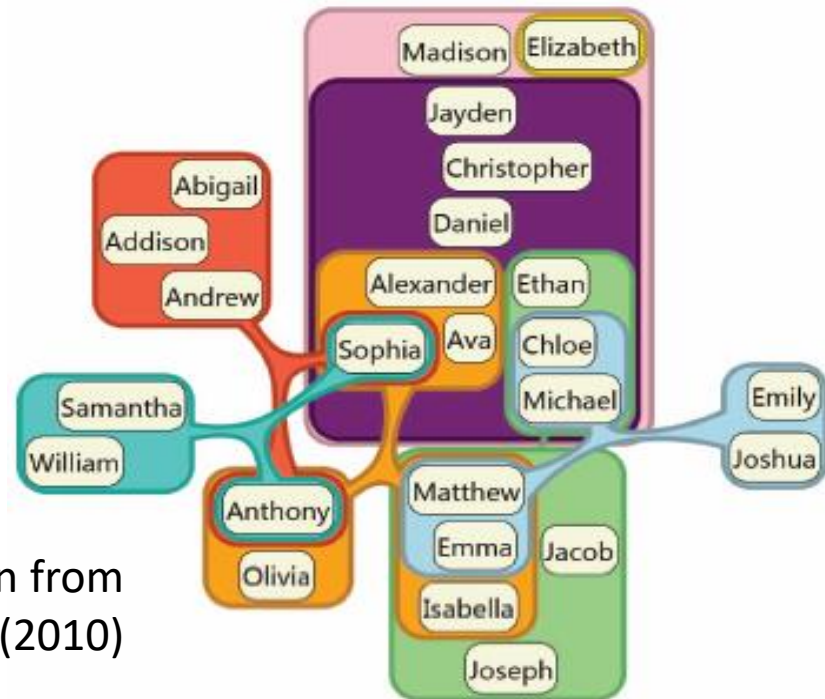 Madison
Elizabeth
Jayden
Christopher
Daniel
Abigail
Addison
Andrew
Alexander
Ethan
Sophia
Ava
Chloe
Michael
Samantha
William
Emily
Joshua
Matthew
Anthony
Emma
Jacob
Olivia
Isabella
Joseph
from
(2010)